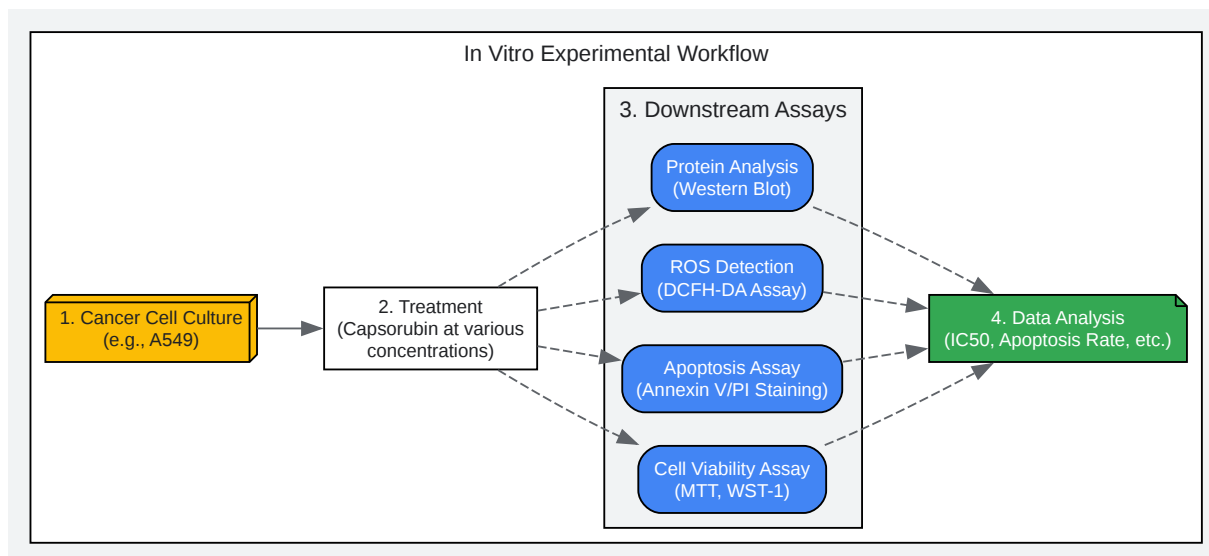 In Vitro Experimental Workflow
3. Downstream Assays
1. Cancer Cell Culture
(e.g., A549)
2. Treatment
(Capsorubin at various
concentrations)
Protein Analysis
(Western Blot)
ROS Detection
(DCFH-DA Assay)
Apoptosis Assay
(Annexin V/PI Staining)
Cell Viability Assay
(MTT, WST-1)
4. Data Analysis
(IC50, Apoptosis Rate, etc.)